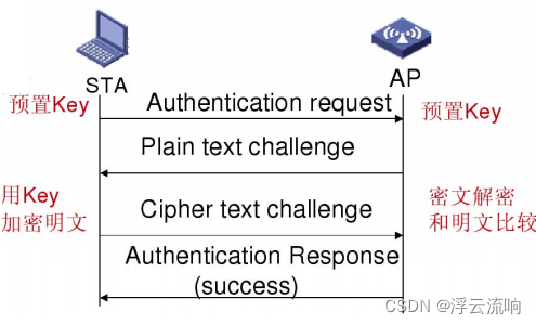 STA
AP
预置Key
Authentication request
预置Key
Plain text challenge
用Key
加密明文
Cipher text challenge
密文解密
和明文比较
Authentication Response
(success)
CSDN @浮云流响